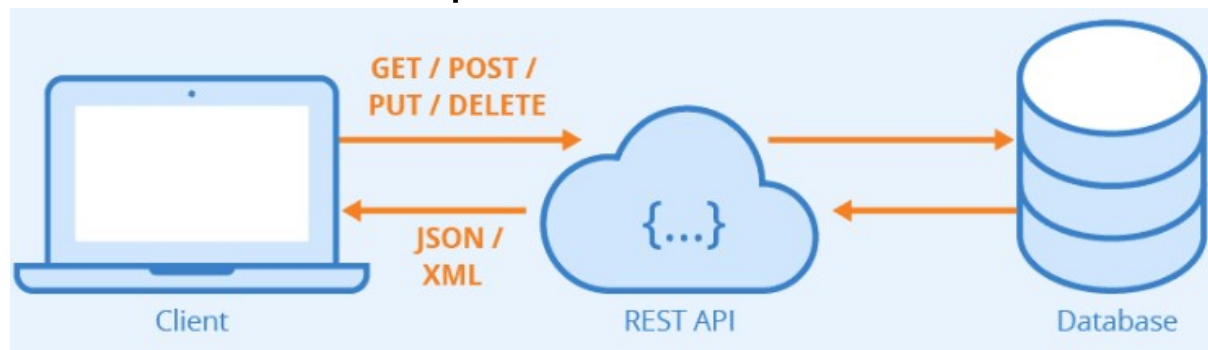 GET / POST /
PUT / DELETE
{...}
JSON /
XML
Client
REST API
Database